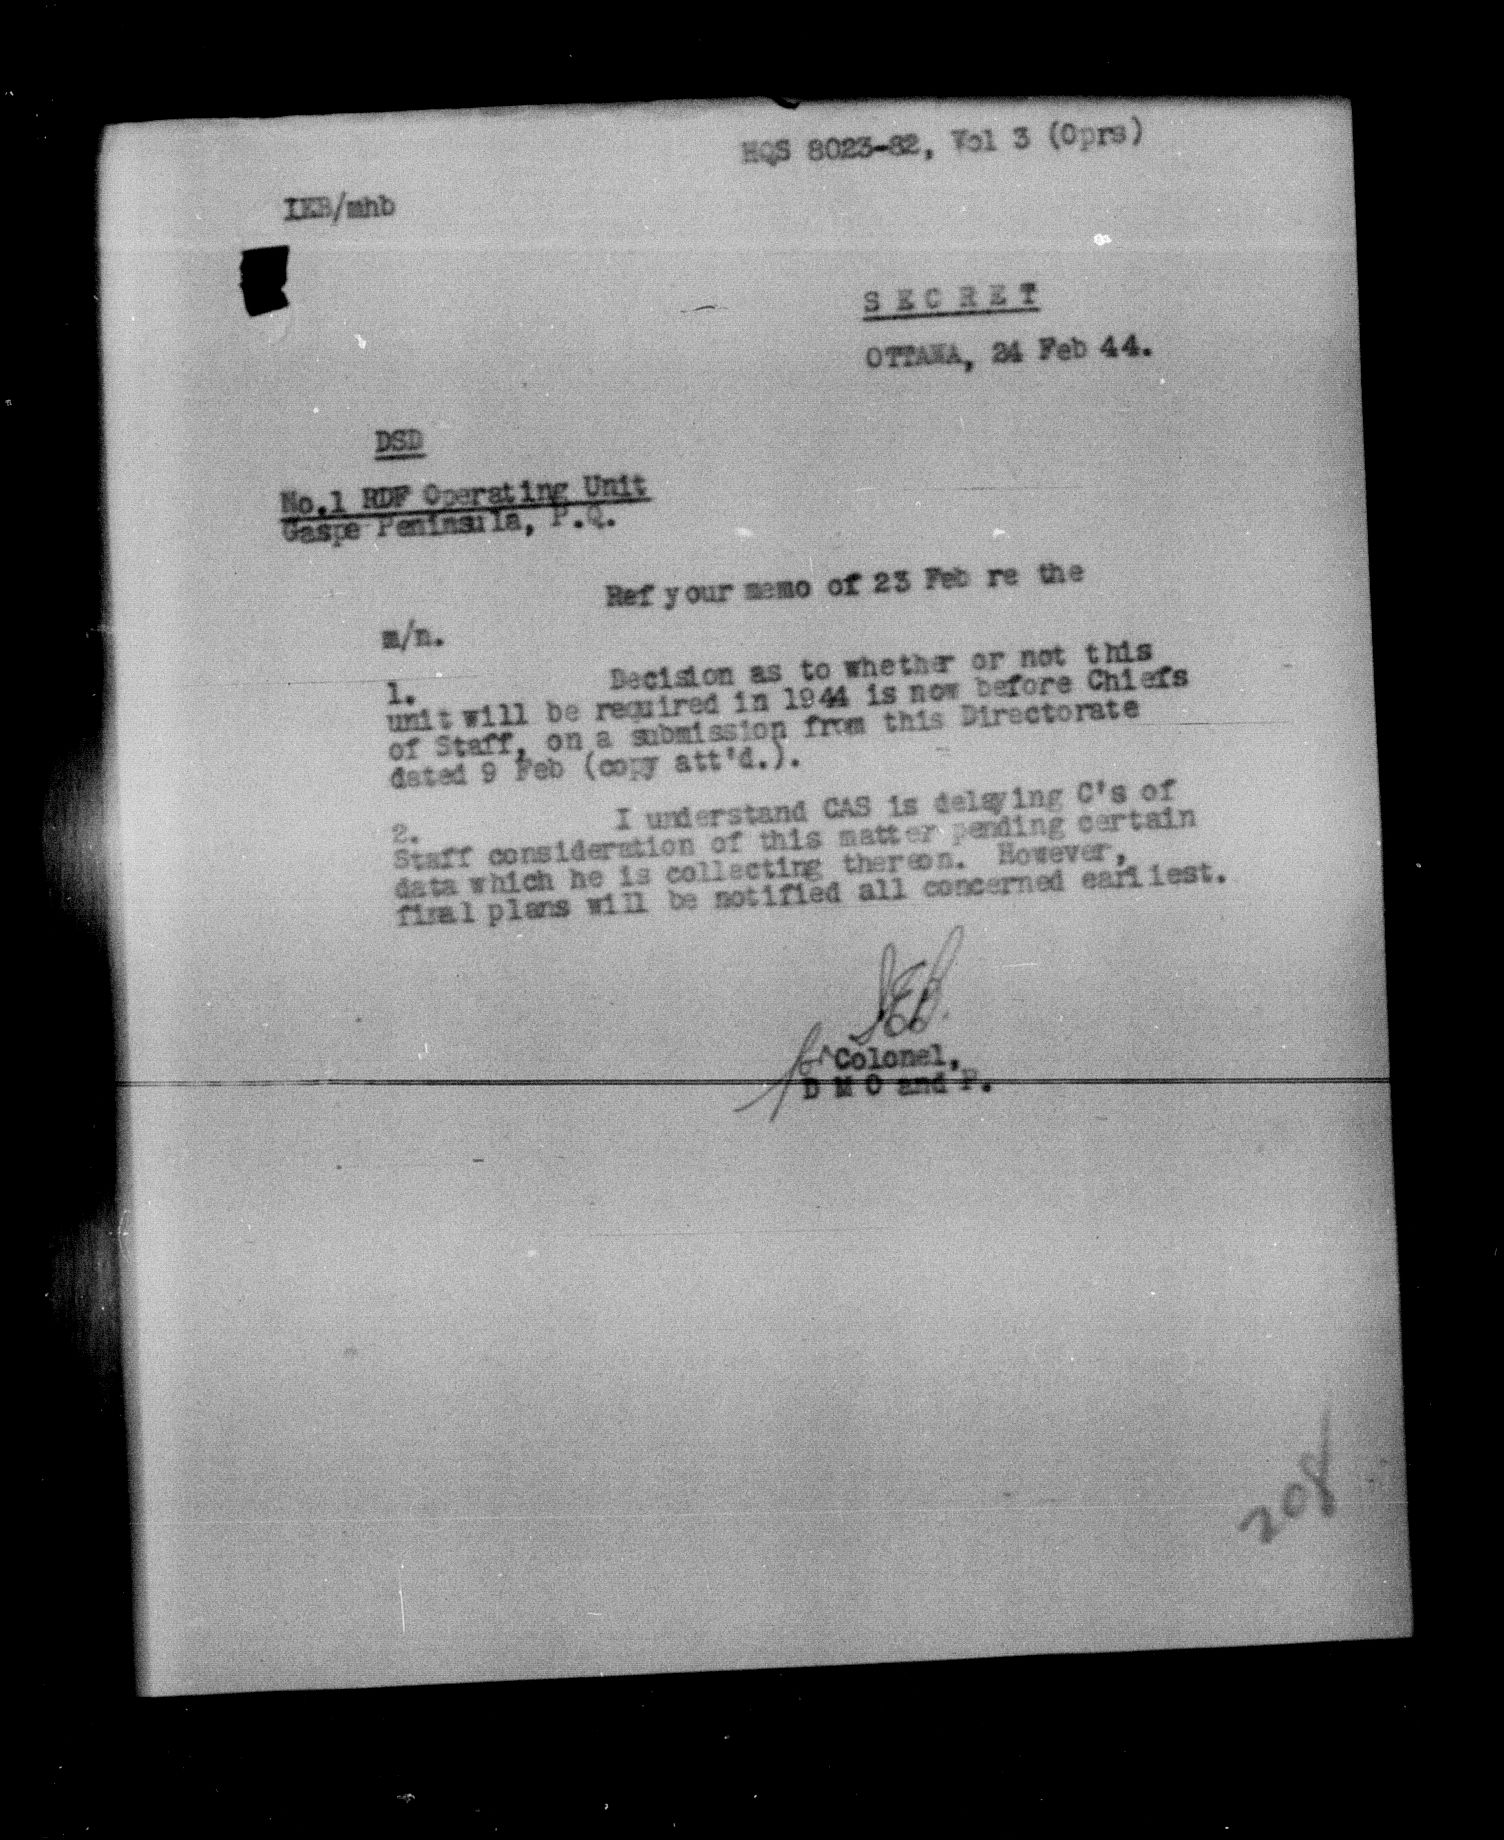 HQS 8023-82, Vol 3 (Oprs)
IEB/mhb
S E C R E T
OTTAWA, 24 Feb 44.
DSD
No.1 RDF Operating Unit
Gaspe Peninsula, P.Q.
Ref your memo of 23 Feb re the
m/n.
1. Decision as to whether or not this
unit will be required in 1944 is now before Chiefs
of Staff, on a submission from this Directorate
dated 9 Feb (copy att'd.).
2. I understand CAS is delaying C's of
Staff consideration of this matter pending certain
data which he is collecting thereon. However,
final plans will be notified all concerned earliest.
IEB.
for Colonel,
D M O and P.
208